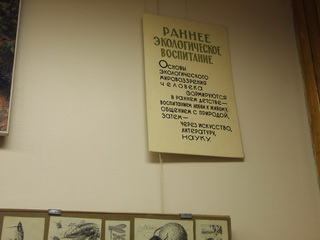 РАННЕЕ
ЭКОЛОГИЧЕСКОЕ
ВОСПИТАНИЕ
Основы
экологического
мировоззрения
человека
формируются
в раннем детстве—
воспитанием любви к живому,
общением с природой,
затем—
через искусство,
литературу,
науку.